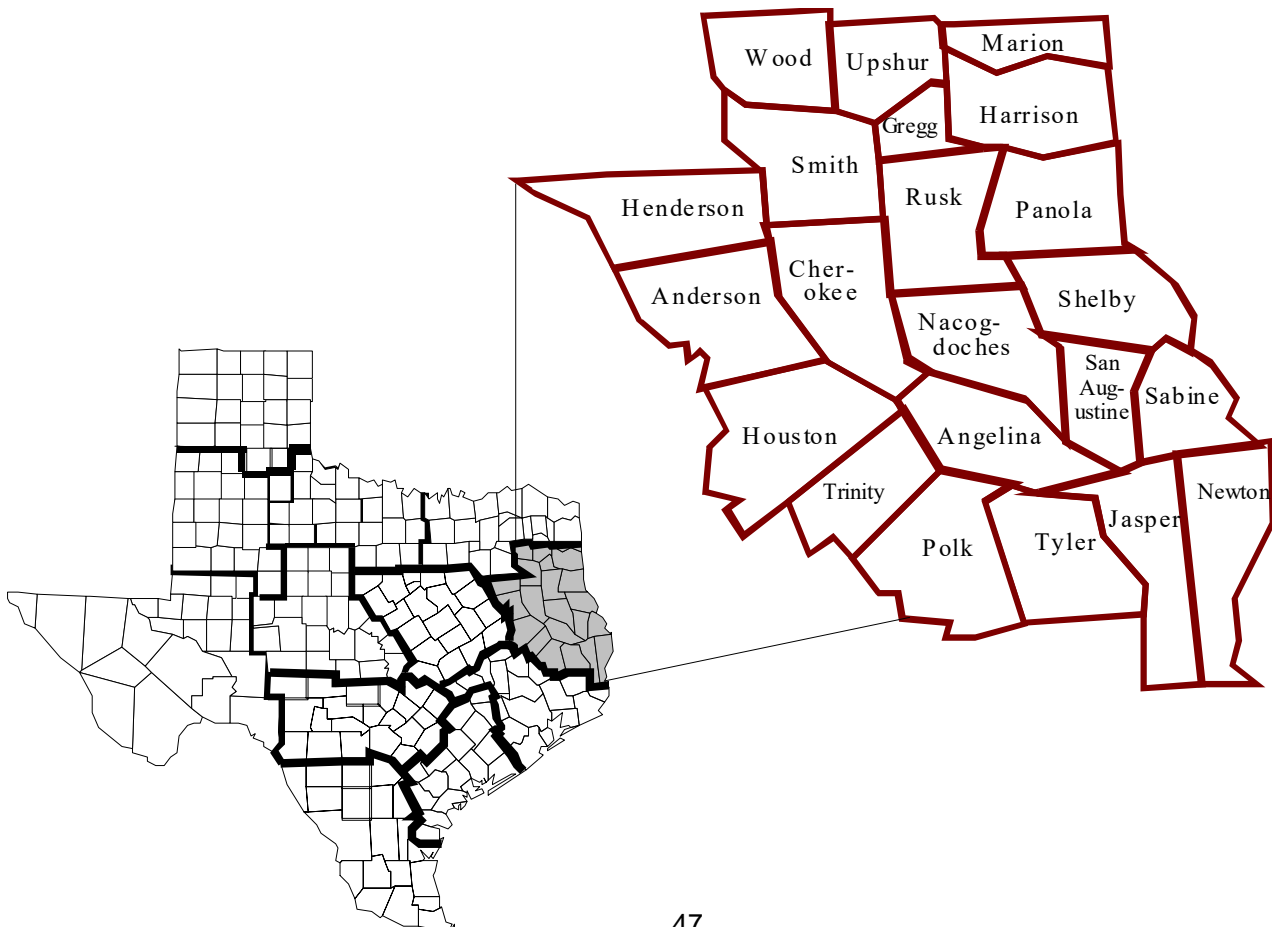 Wood
Upshur
Marion
Gregg
Harrison
Smith
Henderson
Rusk
Panola
Cher-
okee
Anderson
Shelby
Nacog-
doches
San
Aug-
ustine
Sabine
Houston
Angelina
Trinity
Newton
Jasper
Polk
Tyler
47